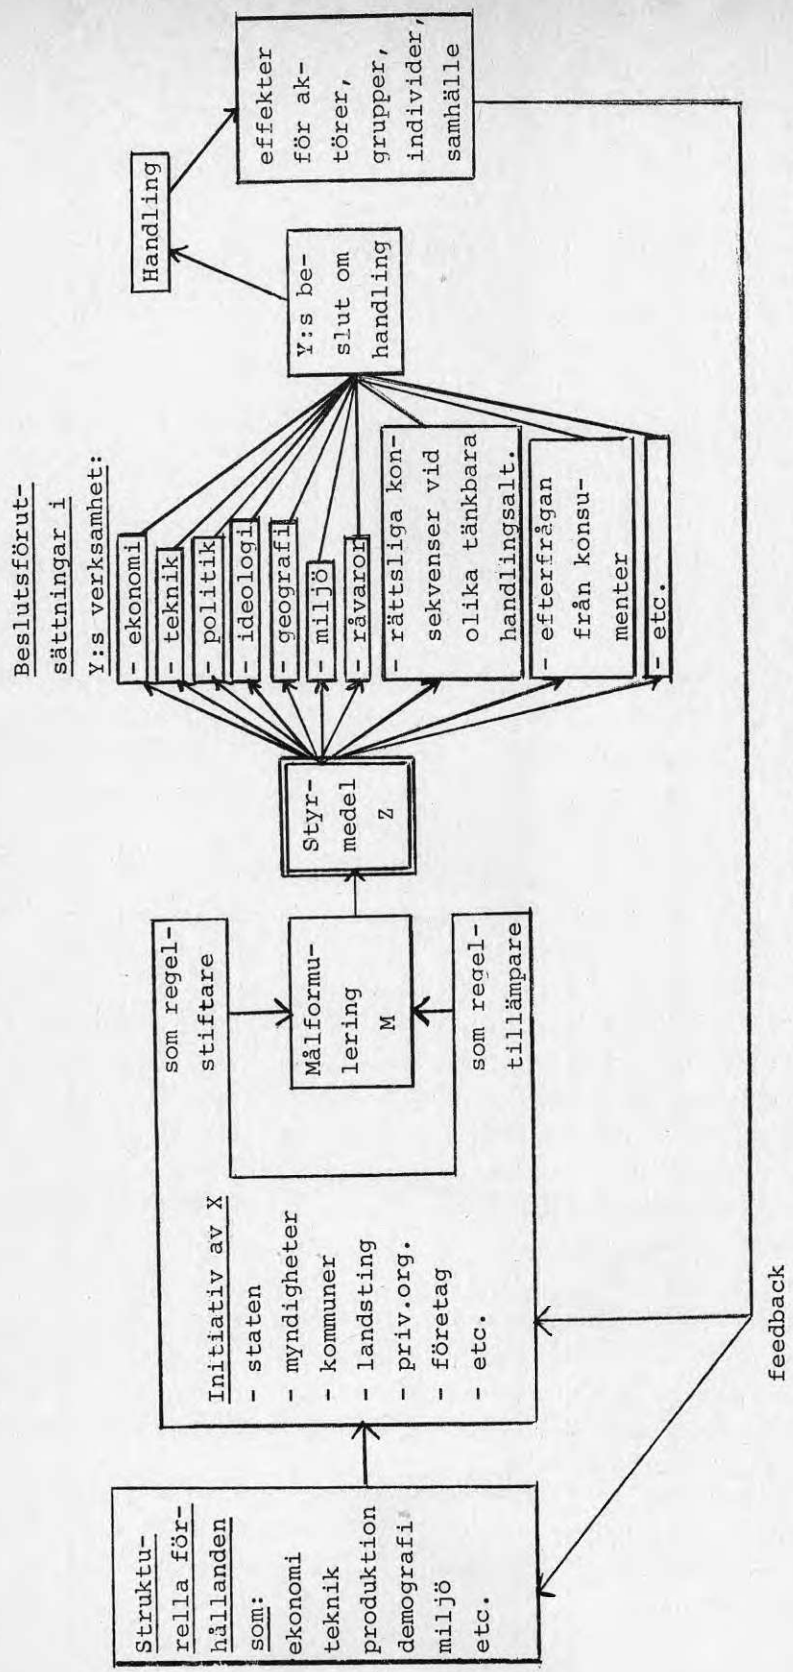 Struktu-
rella för-
hållanden
som:
ekonomi
teknik
produktion
demografi
miljö
etc.
Initiativ av X
- staten
- myndigheter
- kommuner
- landsting
- priv.org.
- företag
- etc.
som regel-
stiftare
Målformu-
lering
M
som regel-
tillämpare
Styr-
medel
Z
Beslutsförut-
sättningar i
Y:s verksamhet:
- ekonomi
- teknik
- politik
- ideologi
- geografi
- miljö
- råvaror
- rättsliga kon-
sekvenser vid
olika tänkbara
handlingsalt.
- efterfrågan
från konsu-
menter
- etc.
Y:s be-
slut om
handling
Handling
effekter
för ak-
törer,
grupper,
individer,
samhälle
feedback